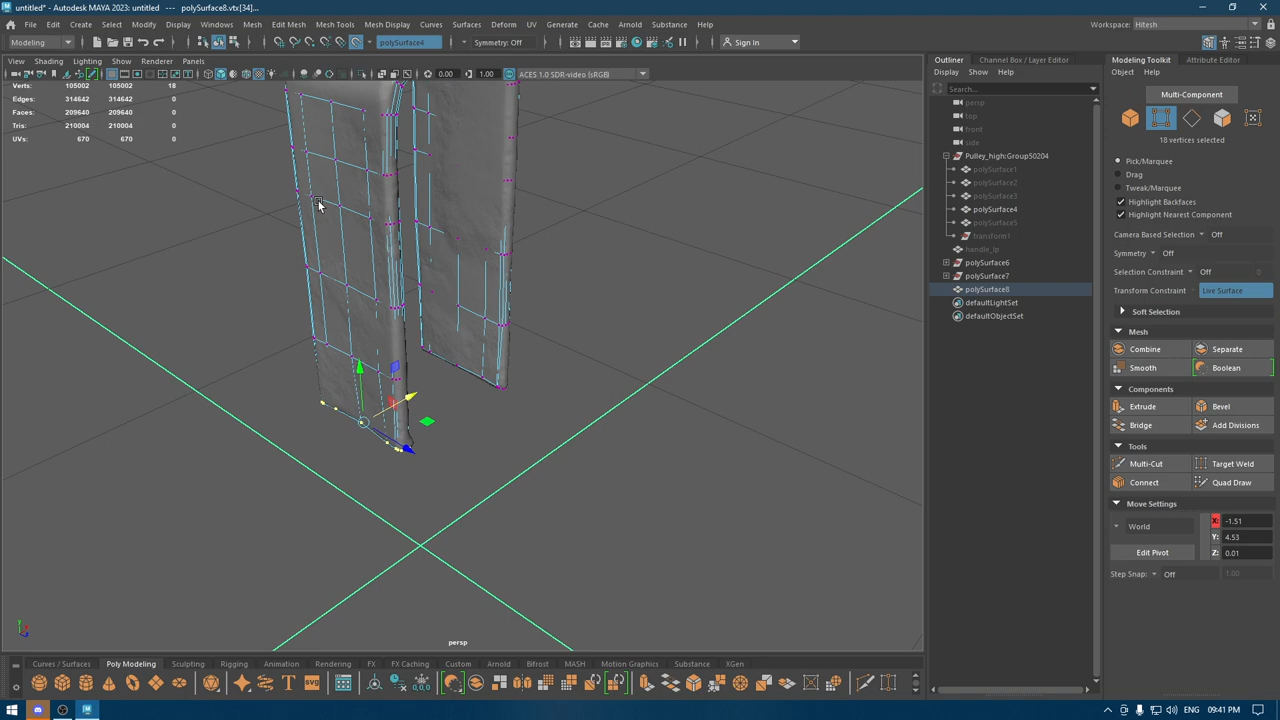 untitled* - Autodesk MAYA 2023: untitled --- polySurface8.vtx[34]...
File Edit Create Select Modify Display Windows Mesh Edit Mesh Mesh Tools Mesh Display Curves Surfaces Deform UV Generate Cache Arnold Substance Help
Workspace: Hitesh
Modeling polySurface4 Symmetry: Off Sign In
View Shading Lighting Show Renderer Panels
0.00 1.00 ACES 1.0 SDR-video (sRGB)
Verts: 105002 105002 18
Edges: 314642 314642 0
Faces: 209640 209640 0
Tris: 210004 210004 0
UVs: 670 670 0
persp
Outliner Channel Box / Layer Editor
Display Show Help
Search...
persp
top
front
side
Pulley_high:Group50204
polySurface1
polySurface2
polySurface3
polySurface4
polySurface5
transform1
handle_lp
polySurface6
polySurface7
polySurface8
defaultLightSet
defaultObjectSet
Modeling Toolkit Attribute Editor
Object Help
Multi-Component
18 vertices selected
Pick/Marquee
Drag
Tweak/Marquee
Highlight Backfaces
Highlight Nearest Component
Camera Based Selection Off
Symmetry Off
Selection Constraint Off 0
Transform Constraint Live Surface
Soft Selection
Mesh
Combine Separate
Smooth Boolean
Components
Extrude Bevel
Bridge Add Divisions
Tools
Multi-Cut Target Weld
Connect Quad Draw
Move Settings
World
X: -1.51
Y: 4.53
Edit Pivot
Z: 0.01
Step Snap: Off 1.00
Curves / Surfaces Poly Modeling Sculpting Rigging Animation Rendering FX FX Caching Custom Arnold Bifrost MASH Motion Graphics Substance XGen
ENG 09:41 PM